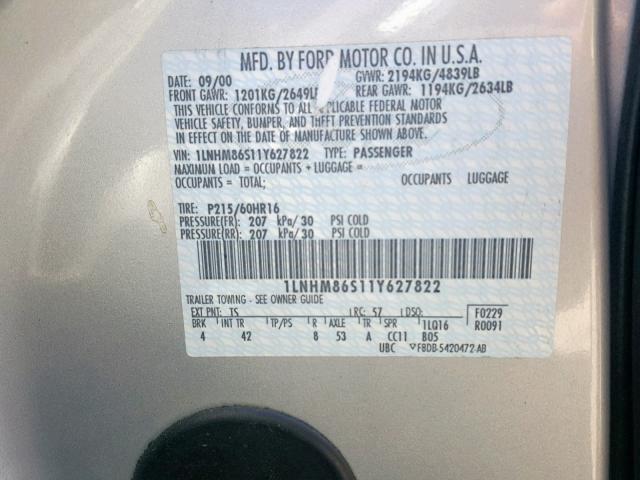 MFD. BY FORD MOTOR CO. IN U.S.A.
DATE: 09/00 GVWR: 2194KG/4839LB
FRONT GAWR: 1201KG/2649LB REAR GAWR: 1194KG/2634LB
THIS VEHICLE CONFORMS TO ALL APPLICABLE FEDERAL MOTOR
VEHICLE SAFETY, BUMPER, AND THEFT PREVENTION STANDARDS
IN EFFECT ON THE DATE OF MANUFACTURE SHOWN ABOVE.
VIN: 1LNHM86S11Y627822 TYPE: PASSENGER
MAXIMUM LOAD = OCCUPANTS + LUGGAGE =
OCCUPANTS = TOTAL; OCCUPANTS LUGGAGE
TIRE: P215/60HR16
PRESSURE(FR): 207 kPa/30 PSI COLD
PRESSURE(RR): 207 kPa/30 PSI COLD
1LNHM86S11Y627822
TRAILER TOWING - SEE OWNER GUIDE
EXT PNT: TS RC: 57 DSO: F0229
BRK INT TR TP/PS R AXLE TR SPR 1LQ16 R0091
4 42 8 53 A CC11 B05
UBC F8DB-5420472-AB